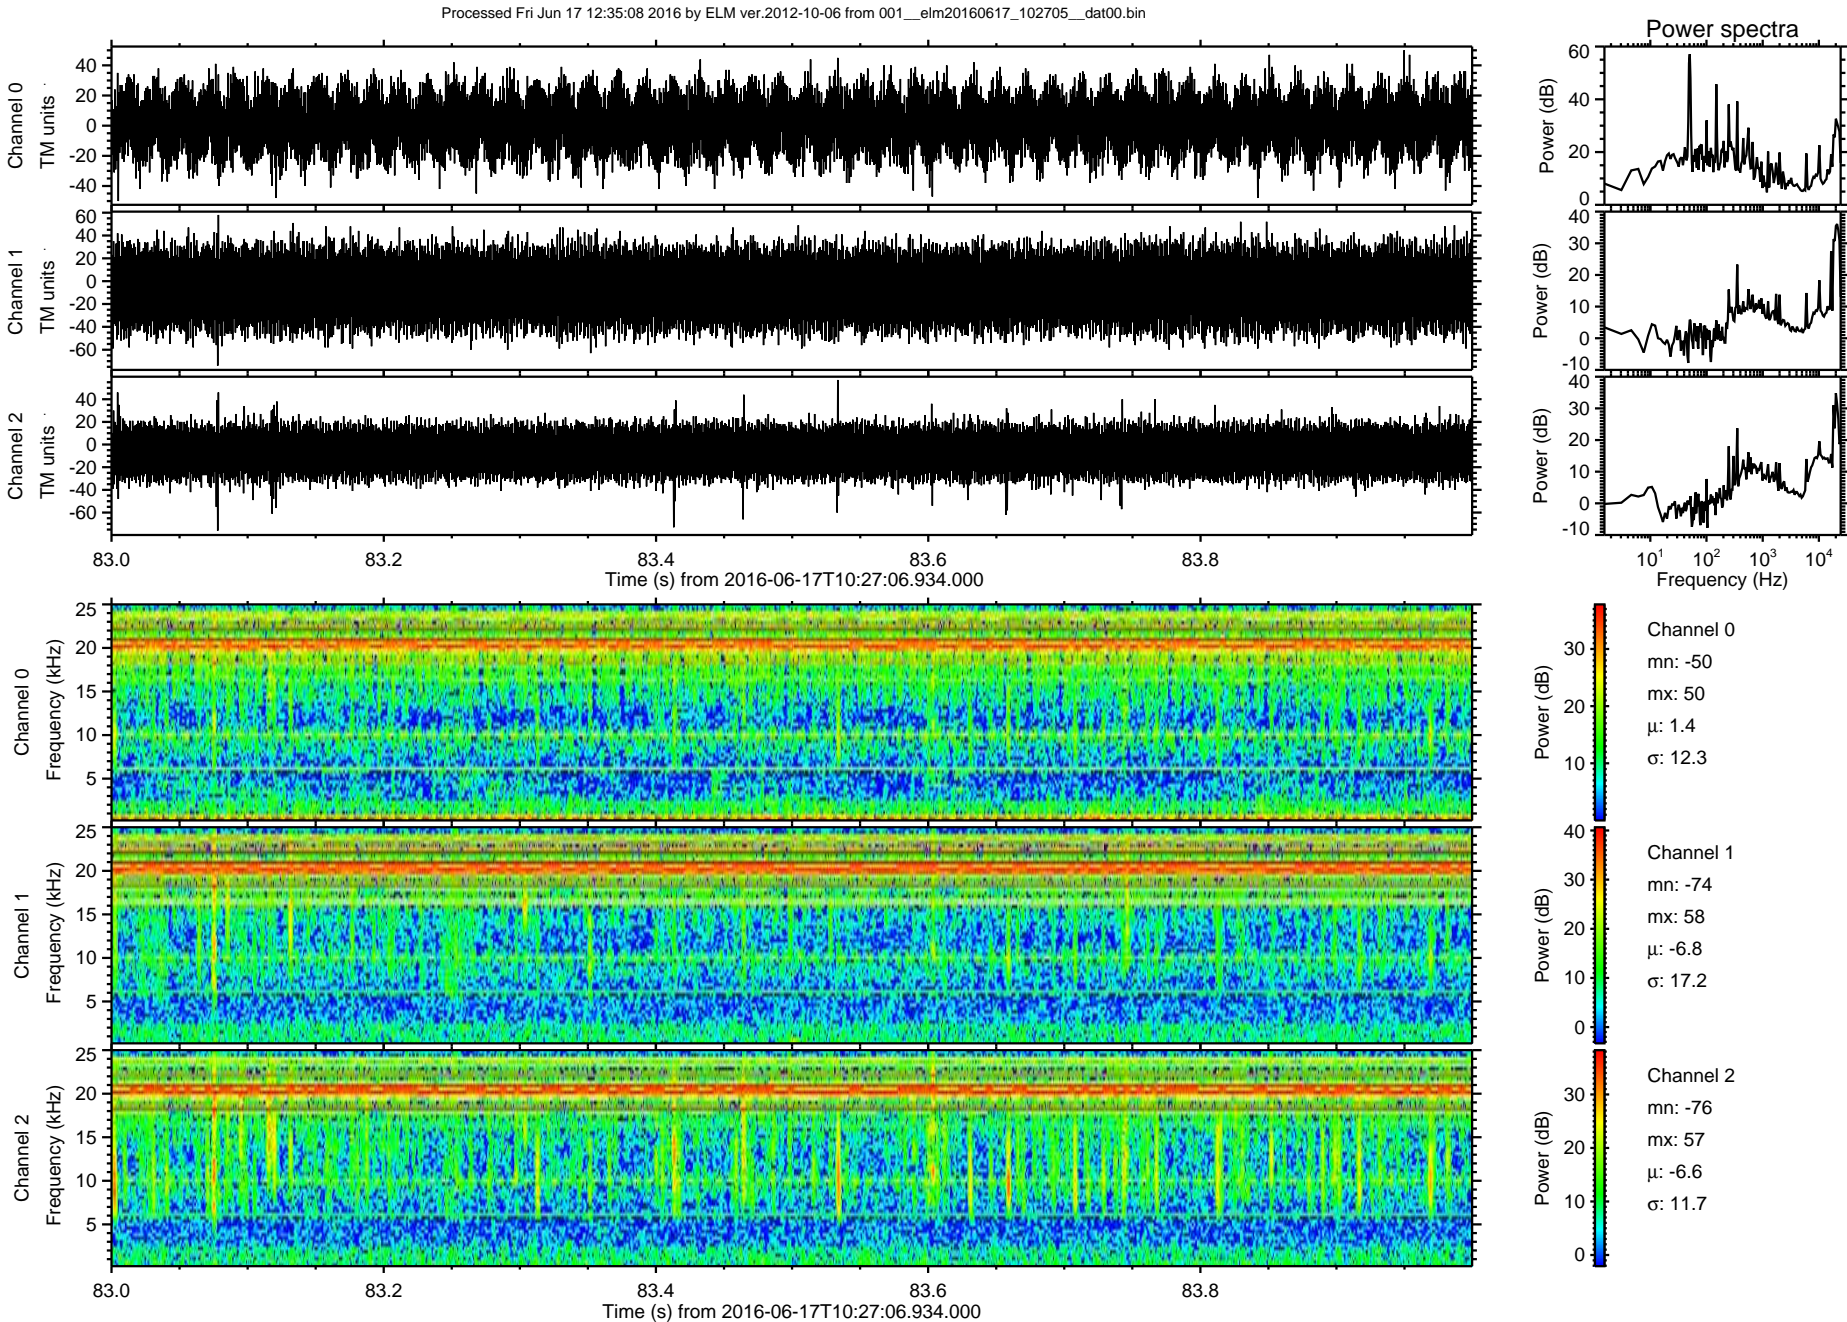 Processed Fri Jun 17 12:35:08 2016 by ELM ver.2012-10-06 from 001__elm20160617_102705__dat00.bin
Power spectra
Channel 0
TM units
40
20
0
-20
-40
Power (dB)
60
40
20
0
Channel 1
TM units
60
40
20
0
-20
-40
-60
Power (dB)
40
30
20
10
0
-10
Channel 2
TM units
40
20
0
-20
-40
-60
Power (dB)
40
30
20
10
0
-10
83.0 83.2 83.4 83.6 83.8
Time (s) from 2016-06-17T10:27:06.934.000
10^1 10^2 10^3 10^4
Frequency (Hz)
Channel 0
Frequency (kHz)
25
20
15
10
5
Power (dB)
30
20
10
Channel 0
mn: -50
mx: 50
μ: 1.4
σ: 12.3
Channel 1
Frequency (kHz)
25
20
15
10
5
Power (dB)
40
30
20
10
0
Channel 1
mn: -74
mx: 58
μ: -6.8
σ: 17.2
Channel 2
Frequency (kHz)
25
20
15
10
5
Power (dB)
30
20
10
0
Channel 2
mn: -76
mx: 57
μ: -6.6
σ: 11.7
83.0 83.2 83.4 83.6 83.8
Time (s) from 2016-06-17T10:27:06.934.000